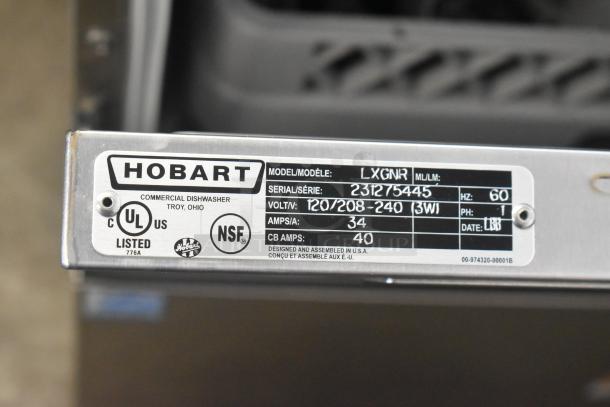 HOBART
COMMERCIAL DISHWASHER
TROY, OHIO
C UL US
LISTED
776A
NSF
MODEL/MODÈLE: LXGNR ML/LM:
SERIAL/SÉRIE: 231275445 HZ: 60
VOLT/V: 120/208-240 (3W) PH: 1
AMPS/A: 34 DATE:
CB AMPS: 40
DESIGNED AND ASSEMBLED IN U.S.A.
CONÇU ET ASSEMBLÉ AUX É.-U.
00-974320-00001B